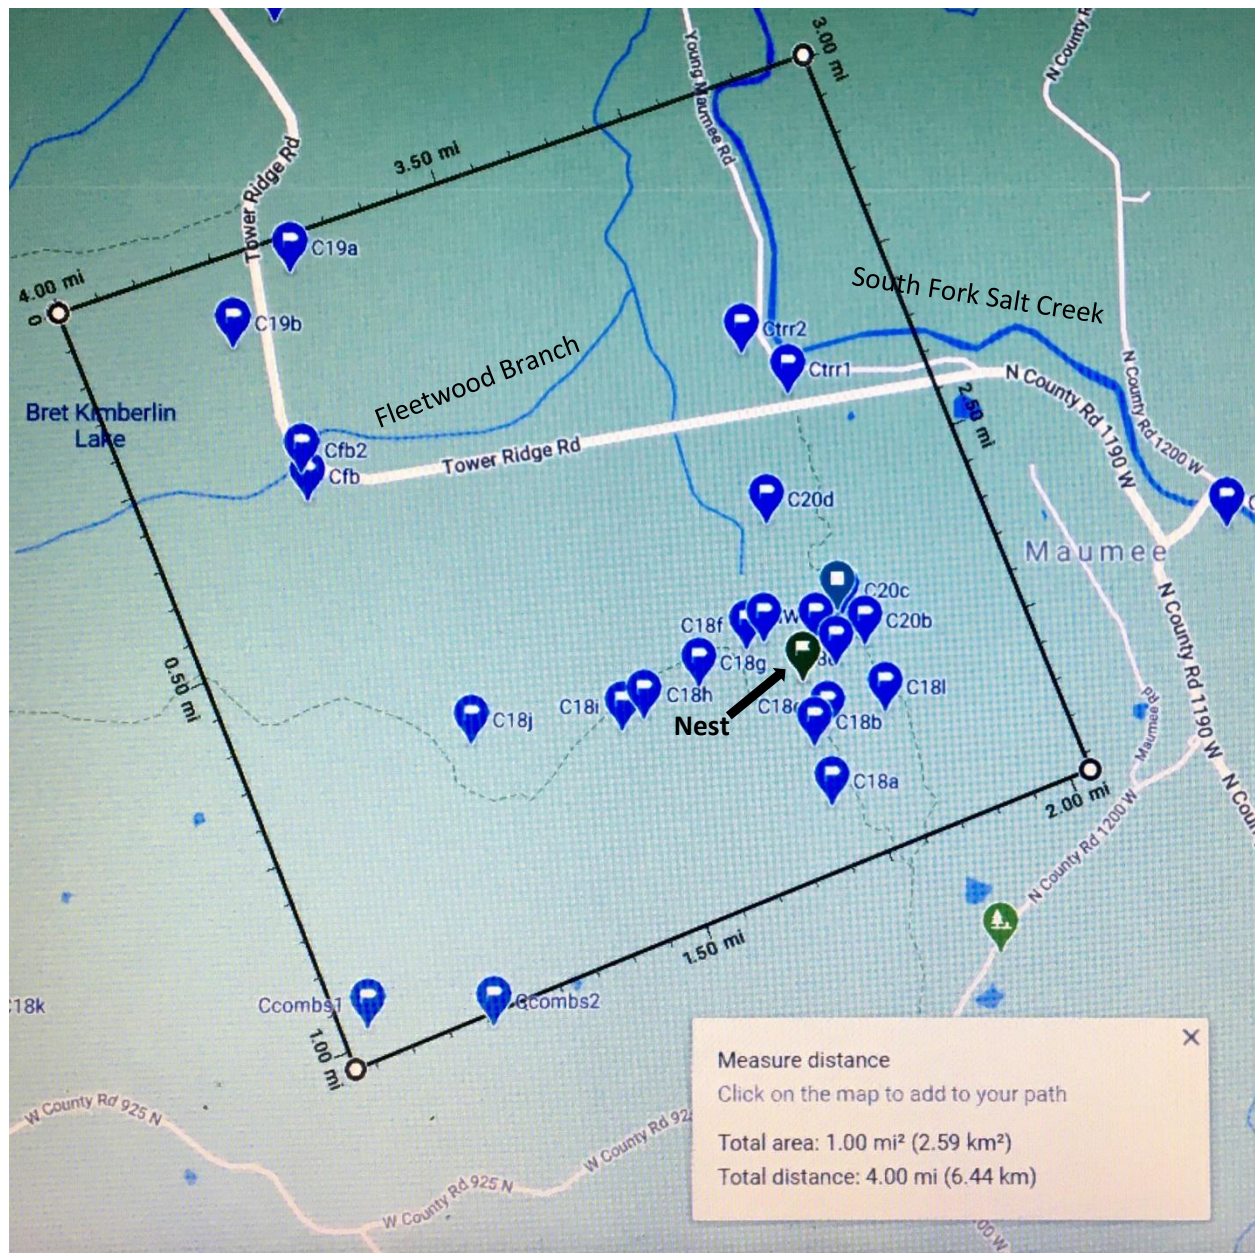 3.00 mi
N County R
Young Maumee Rd
3.50 mi
Tower Ridge Rd
C19a
4.00 mi
0
C19b
South Fork Salt Creek
Ctrr2
Ctrr1
Fleetwood Branch
N County Rd 1190 W
N County Rd 1200 W
2.50 mi
Bret Kimberlin
Lake
Cfb2
Cfb
Tower Ridge Rd
C20d
C
Maumee
C20c
C20b
C18f
W
C18g
C18l
C18h
C18i
C18j
C18b
Nest
0.50 mi
C18a
N County Rd 1190 W
Maumee Rd
2.00 mi
N Coun
N County Rd 1200 W
1.50 mi
Ccombs1
Ccombs2
18k
1.00 mi
W County Rd 925 N
W County Rd 92
W County Rd 925 N
Measure distance
Click on the map to add to your path
Total area: 1.00 mi² (2.59 km²)
Total distance: 4.00 mi (6.44 km)
00 W